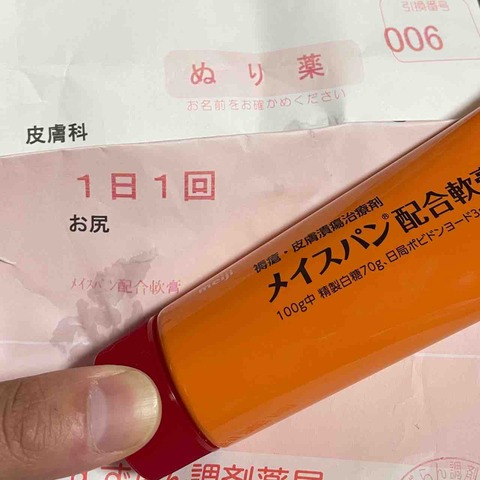 引換番号
006
ぬり薬
お名前をお確かめください
皮膚科
1日1回
お尻
メイスパン配合軟膏
meiji
褥瘡・皮膚潰瘍治療剤
メイスパン®配合軟膏
100g中 精製白糖70g、日局ポビドンヨード3
調剤薬局